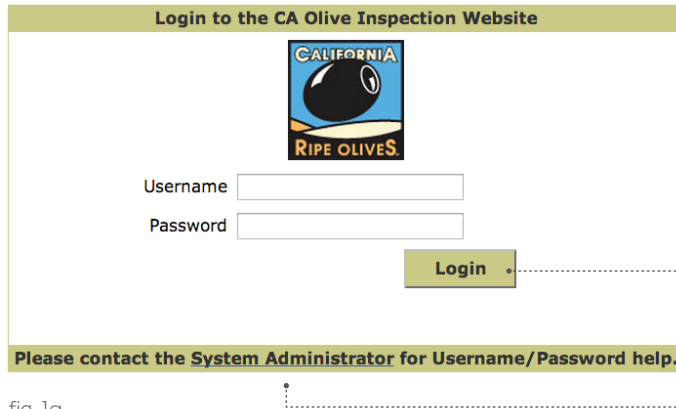 Login to the CA Olive Inspection Website
CALIFORNIA
RIPE OLIVES
Username
Password
Login
Please contact the System Administrator for Username/Password help.
fig. 1a